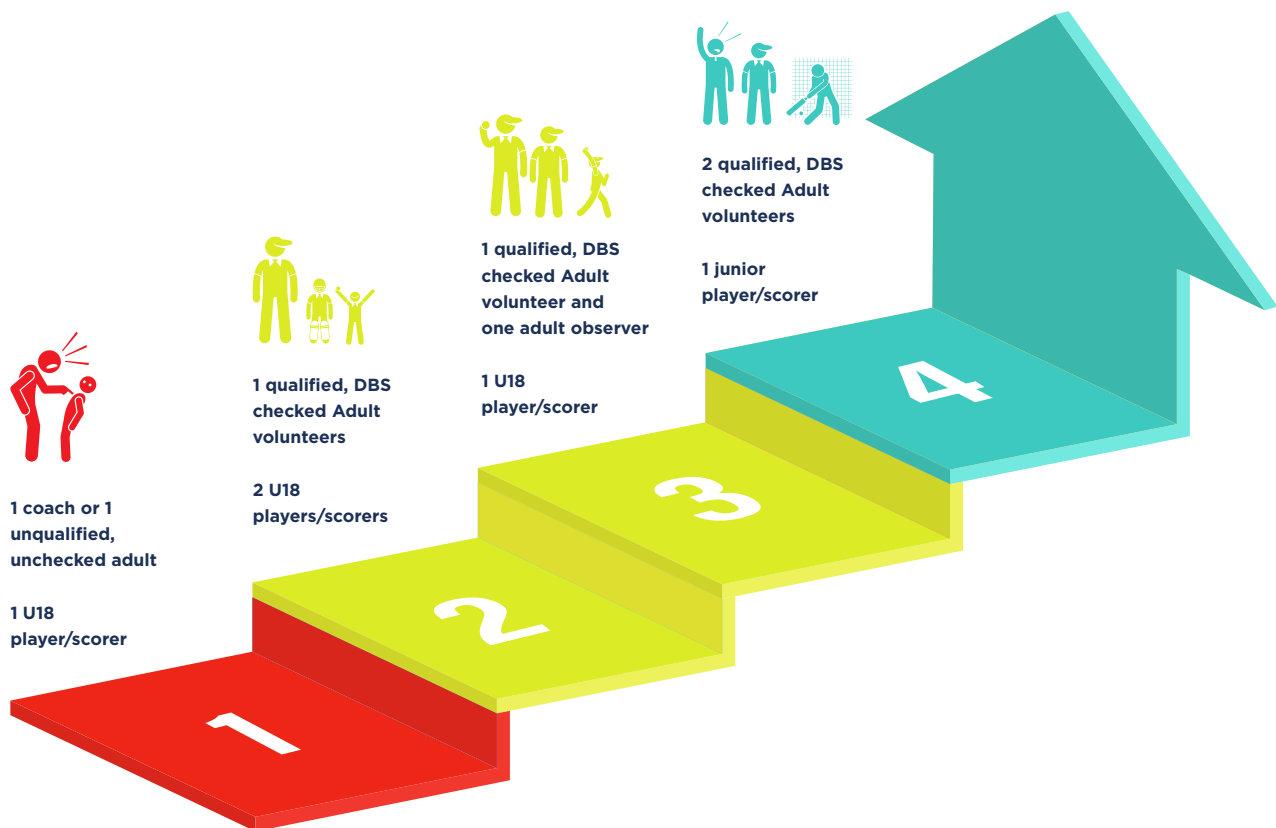 1 coach or 1
unqualified,
unchecked adult
1 U18
player/scorer
1
1 qualified, DBS
checked Adult
volunteers
2 U18
players/scorers
2
1 qualified, DBS
checked Adult
volunteer and
one adult observer
1 U18
player/scorer
3
2 qualified, DBS
checked Adult
volunteers
1 junior
player/scorer
4